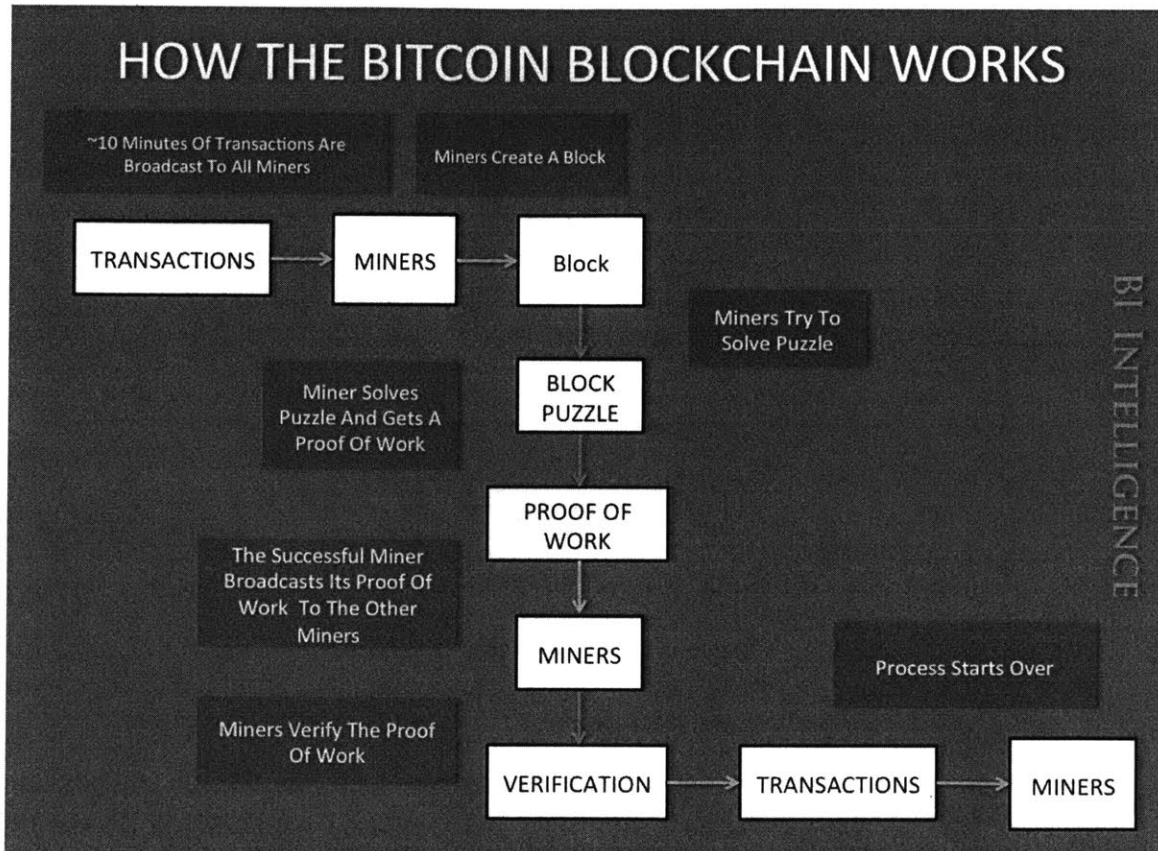 HOW THE BITCOIN BLOCKCHAIN WORKS
~10 Minutes Of Transactions Are
Broadcast To All Miners
Miners Create A Block
TRANSACTIONS
MINERS
Block
Miners Try To
Solve Puzzle
BLOCK
PUZZLE
Miner Solves
Puzzle And Gets A
Proof Of Work
PROOF OF
WORK
The Successful Miner
Broadcasts Its Proof Of
Work To The Other
Miners
MINERS
Process Starts Over
Miners Verify The Proof
Of Work
VERIFICATION
TRANSACTIONS
MINERS
BI INTELLIGENCE